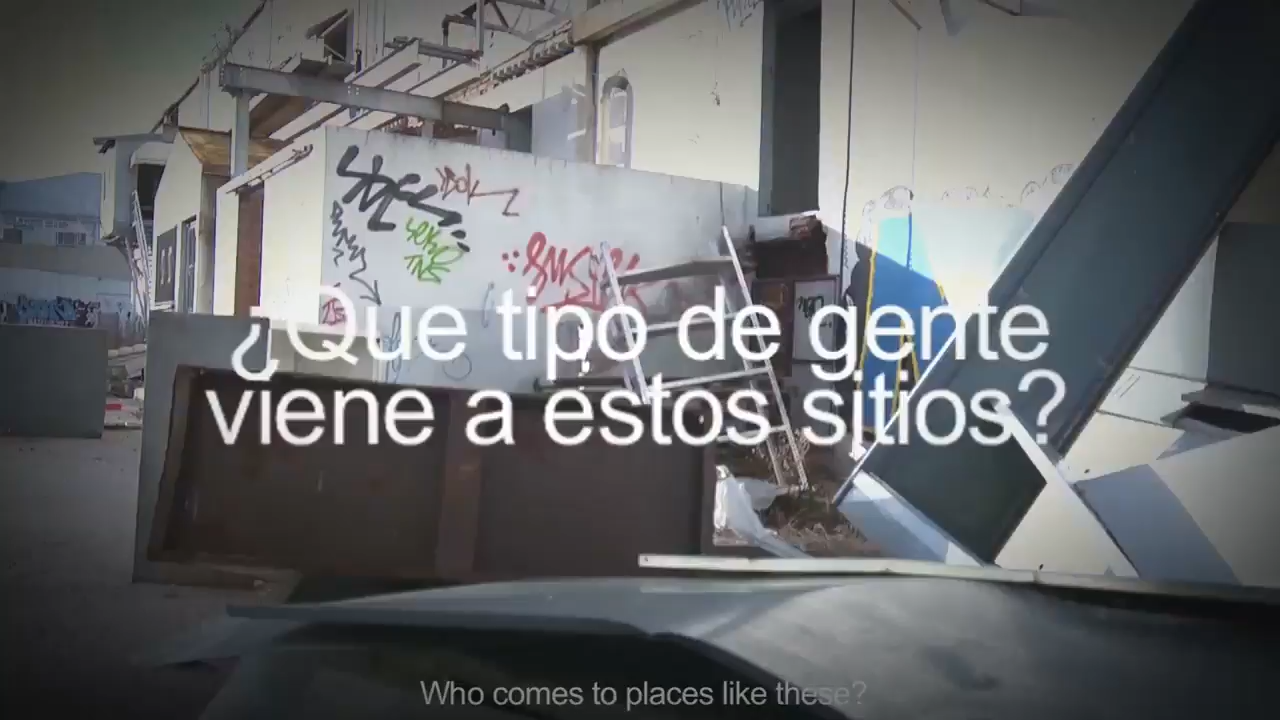 ¿Que tipo de gente
viene a estos sitios?
Who comes to places like these?